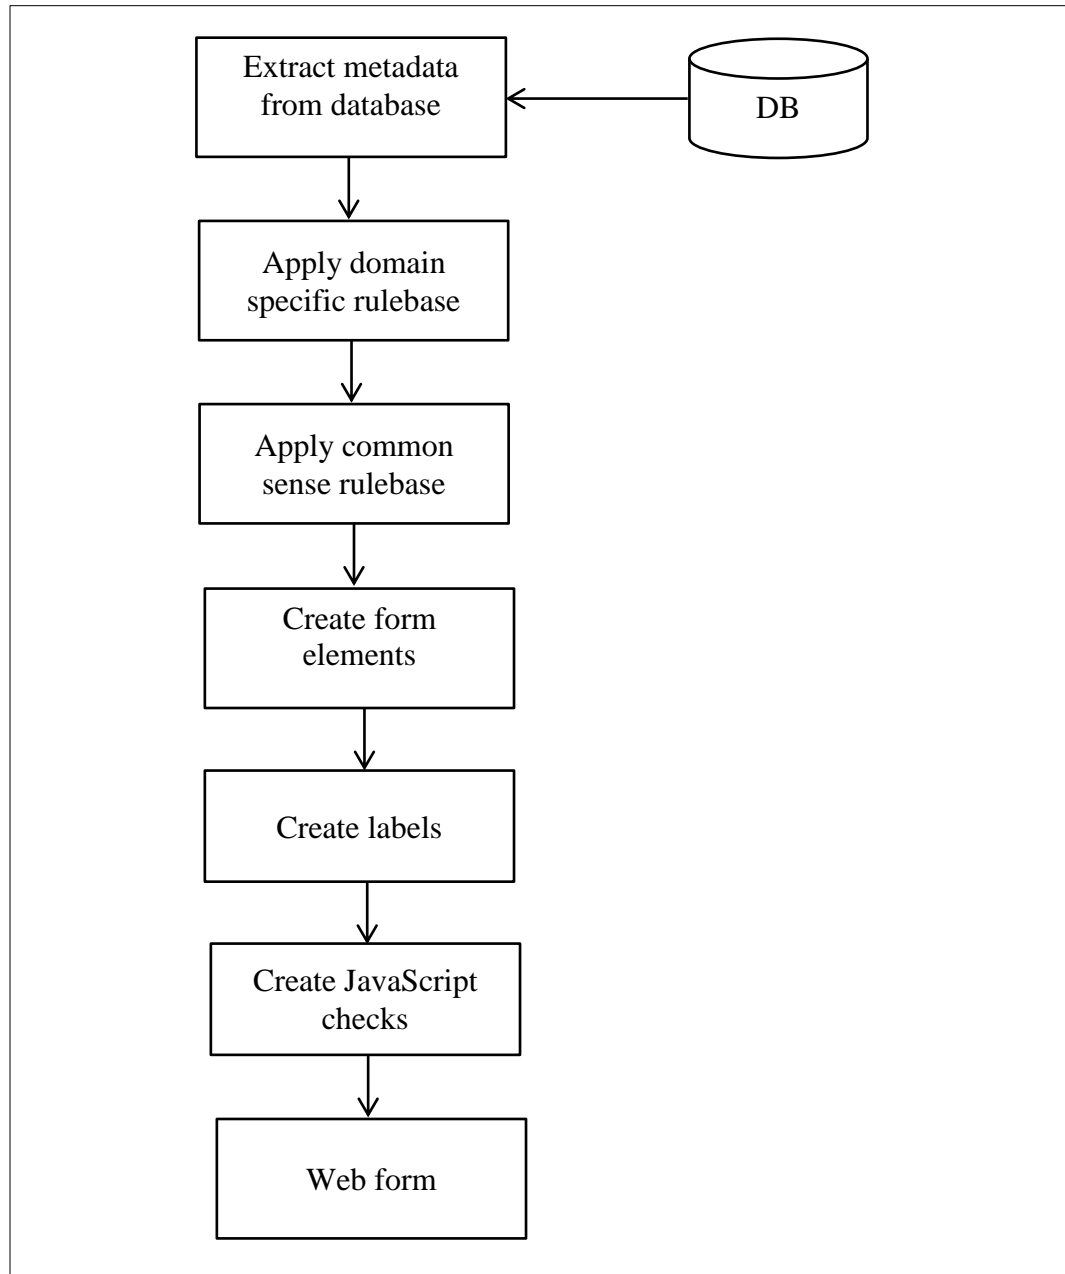 Extract metadata
from database
DB
Apply domain
specific rulebase
Apply common
sense rulebase
Create form
elements
Create labels
Create JavaScript
checks
Web form